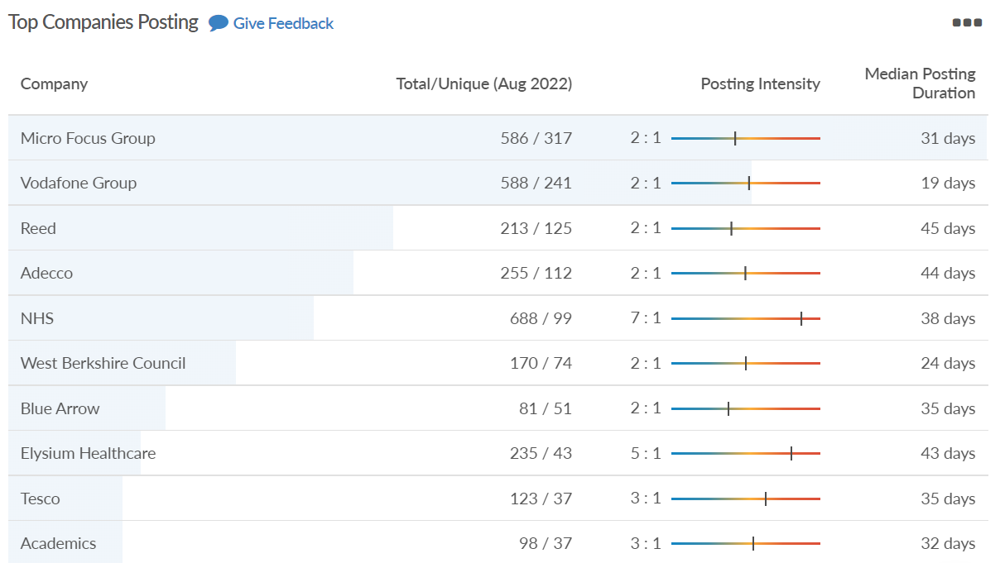 Top Companies Posting Give Feedback
Company Total/Unique (Aug 2022) Posting Intensity Median Posting Duration
Micro Focus Group 586 / 317 2 : 1 31 days
Vodafone Group 588 / 241 2 : 1 19 days
Reed 213 / 125 2 : 1 45 days
Adecco 255 / 112 2 : 1 44 days
NHS 688 / 99 7 : 1 38 days
West Berkshire Council 170 / 74 2 : 1 24 days
Blue Arrow 81 / 51 2 : 1 35 days
Elysium Healthcare 235 / 43 5 : 1 43 days
Tesco 123 / 37 3 : 1 35 days
Academics 98 / 37 3 : 1 32 days